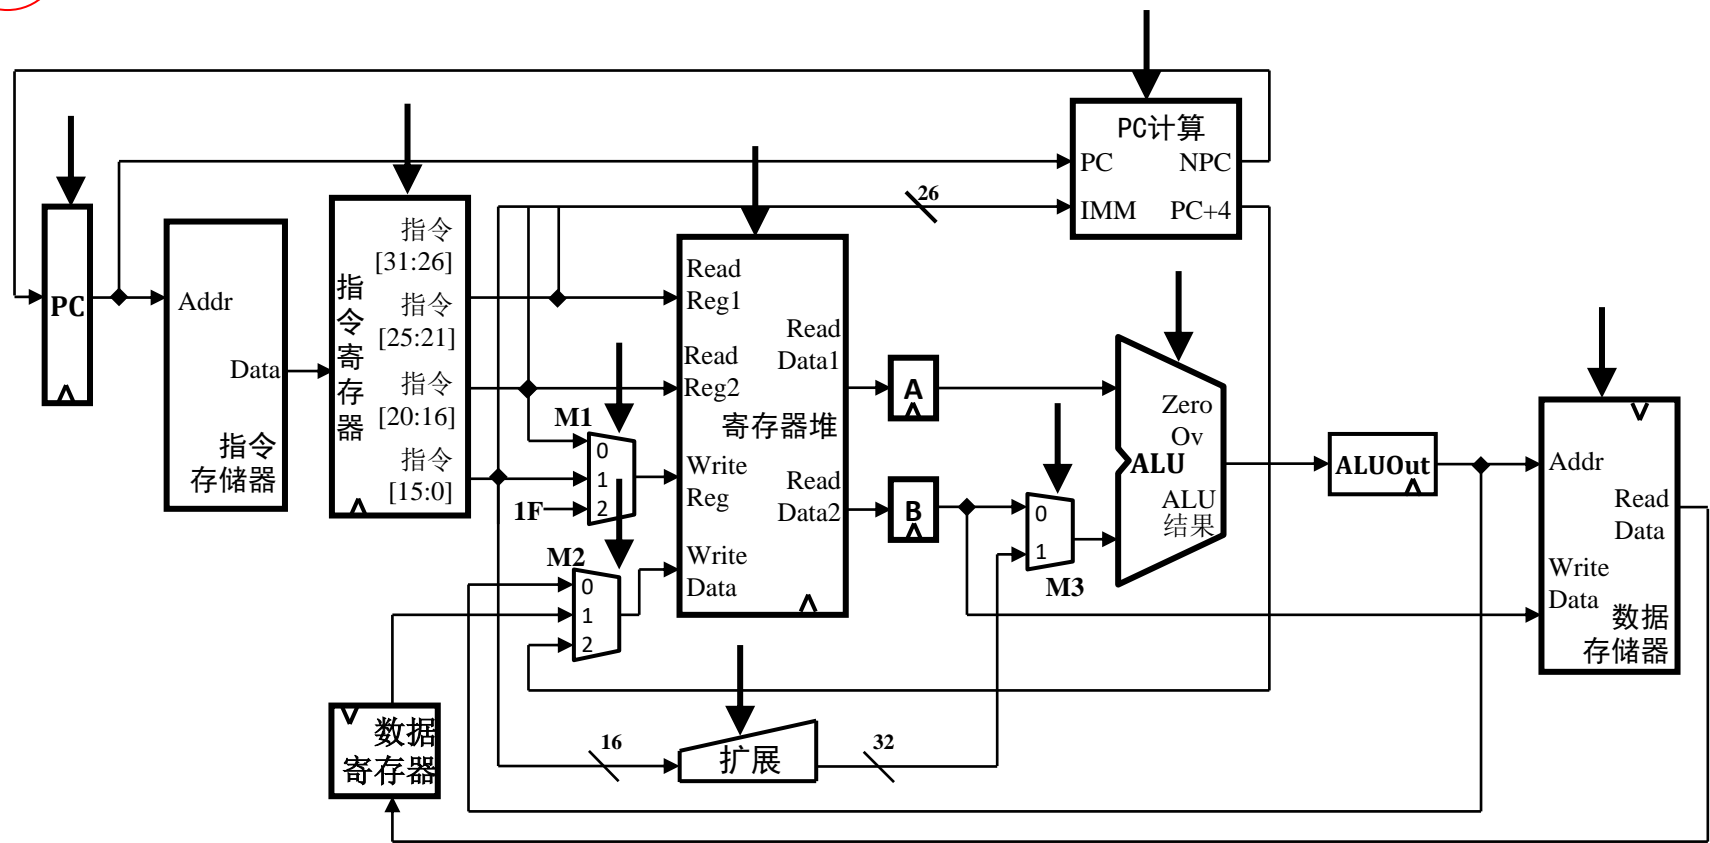 PC计算
PC
NPC
IMM
PC+4
26
PC
Addr
Data
指令
存储器
指令寄存器
指令
[31:26]
指令
[25:21]
指令
[20:16]
指令
[15:0]
M1
0
1
2
1F
M2
0
1
2
Read
Reg1
Read
Reg2
Write
Reg
Write
Data
Read
Data1
寄存器堆
Read
Data2
A
B
0
1
M3
Zero
Ov
ALU
ALU
结果
ALUOut
Addr
Read
Data
Write
Data
数据
存储器
数据
寄存器
16
扩展
32